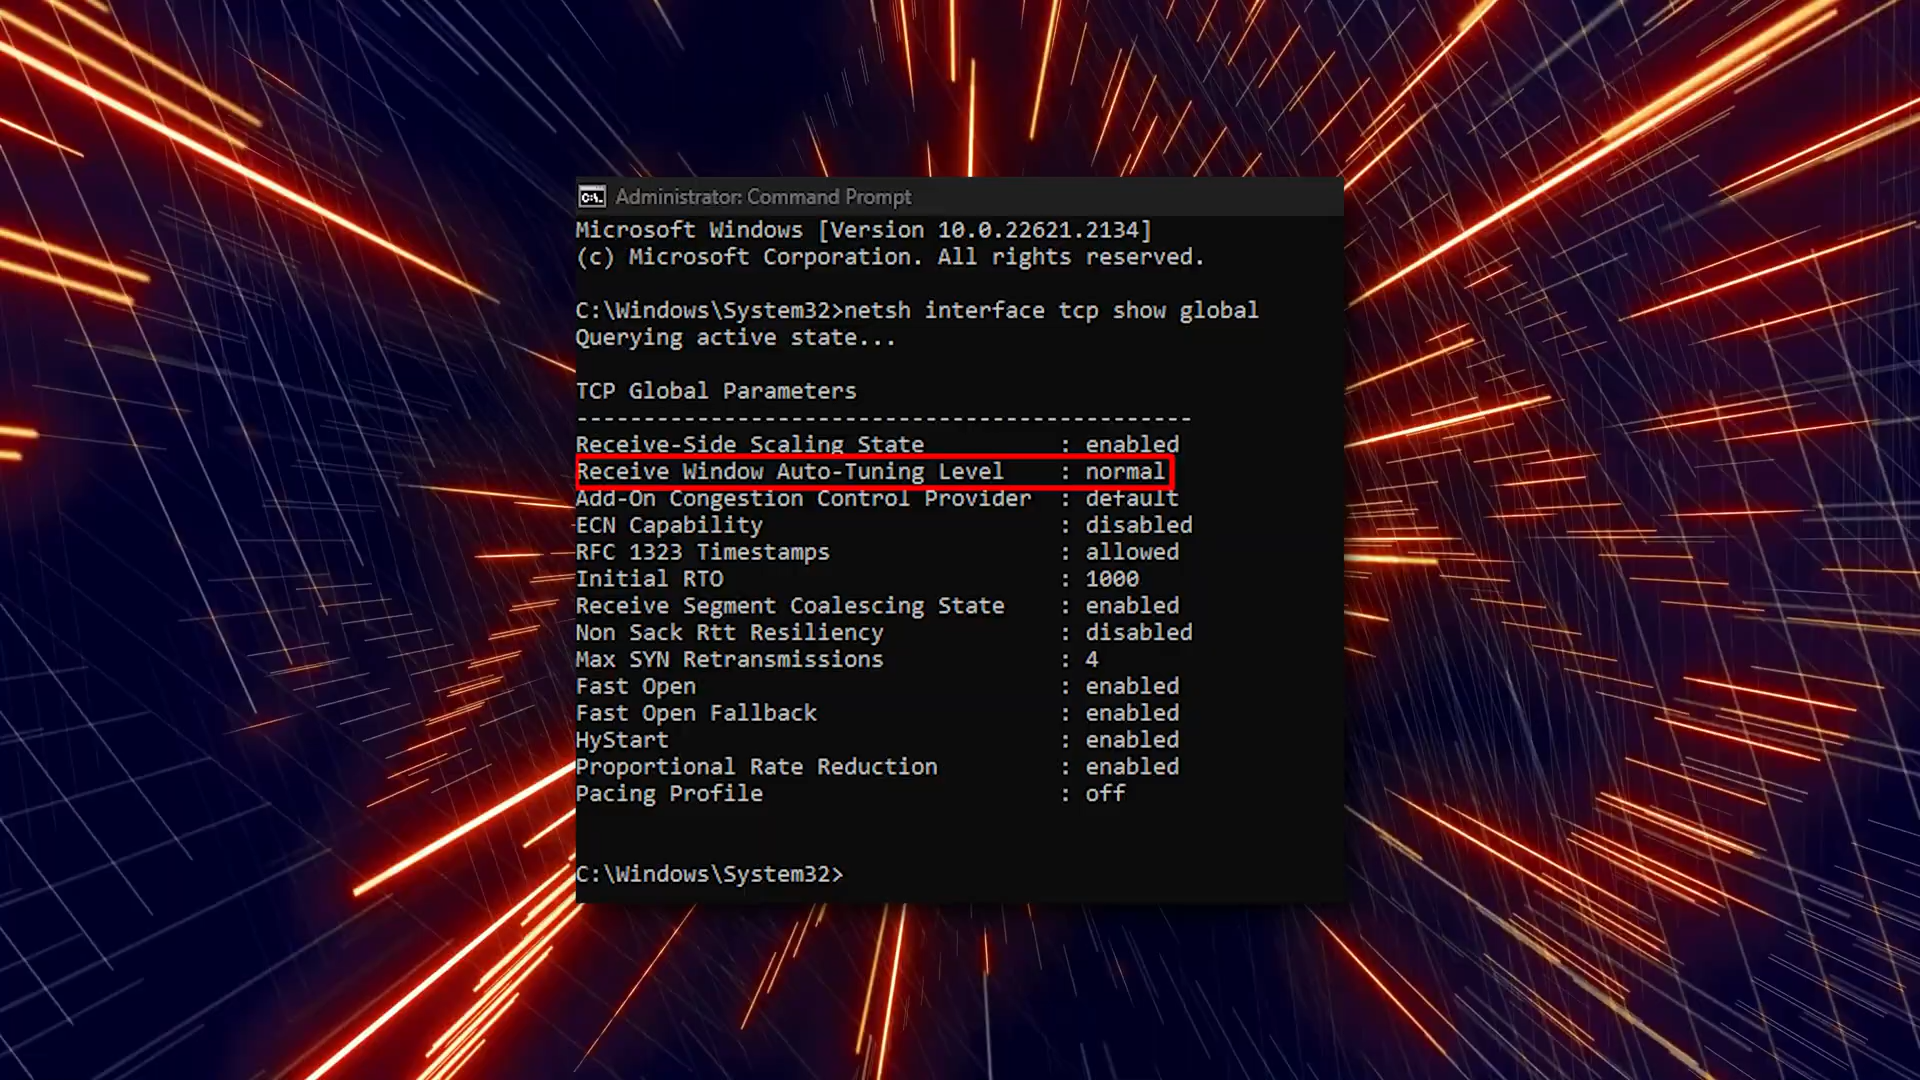 Administrator: Command Prompt
Microsoft Windows [Version 10.0.22621.2134]
(c) Microsoft Corporation. All rights reserved.
C:\Windows\System32>netsh interface tcp show global
Querying active state...
TCP Global Parameters
----------------------------------------------
Receive-Side Scaling State : enabled
Receive Window Auto-Tuning Level : normal
Add-On Congestion Control Provider : default
ECN Capability : disabled
RFC 1323 Timestamps : allowed
Initial RTO : 1000
Receive Segment Coalescing State : enabled
Non Sack Rtt Resiliency : disabled
Max SYN Retransmissions : 4
Fast Open : enabled
Fast Open Fallback : enabled
HyStart : enabled
Proportional Rate Reduction : enabled
Pacing Profile : off
C:\Windows\System32>